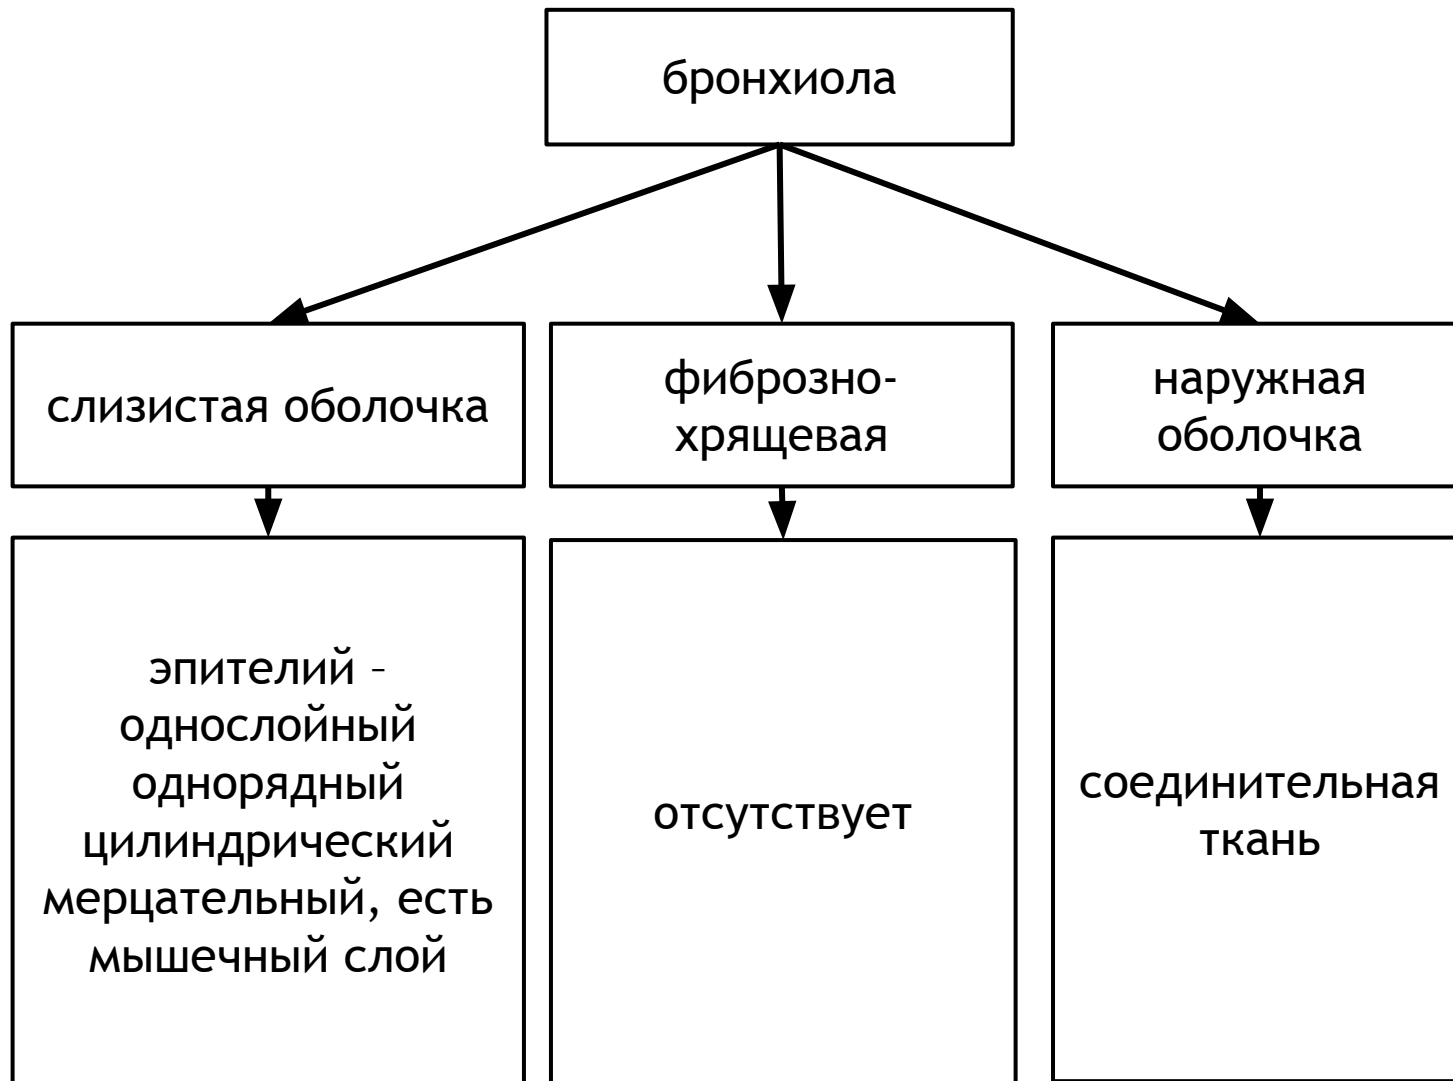 бронхиола
слизистая оболочка
фиброзно-
хрящевая
наружная
оболочка
эпителий -
однослойный
однорядный
цилиндрический
мерцательный, есть
мышечный слой
отсутствует
соединительная
ткань